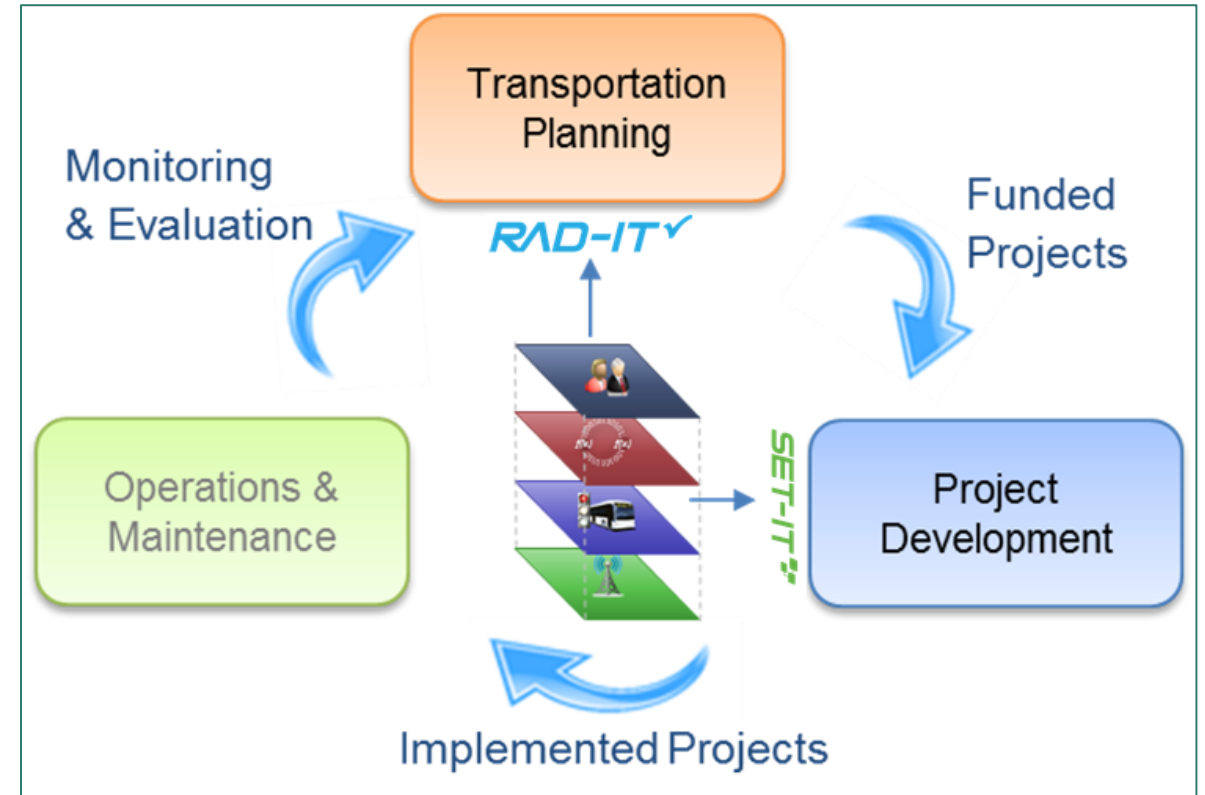 Transportation
Planning
Monitoring
& Evaluation
Funded
Projects
RAD-IT
Operations &
Maintenance
f(x) f(x)
SET-IT
Project
Development
Implemented Projects